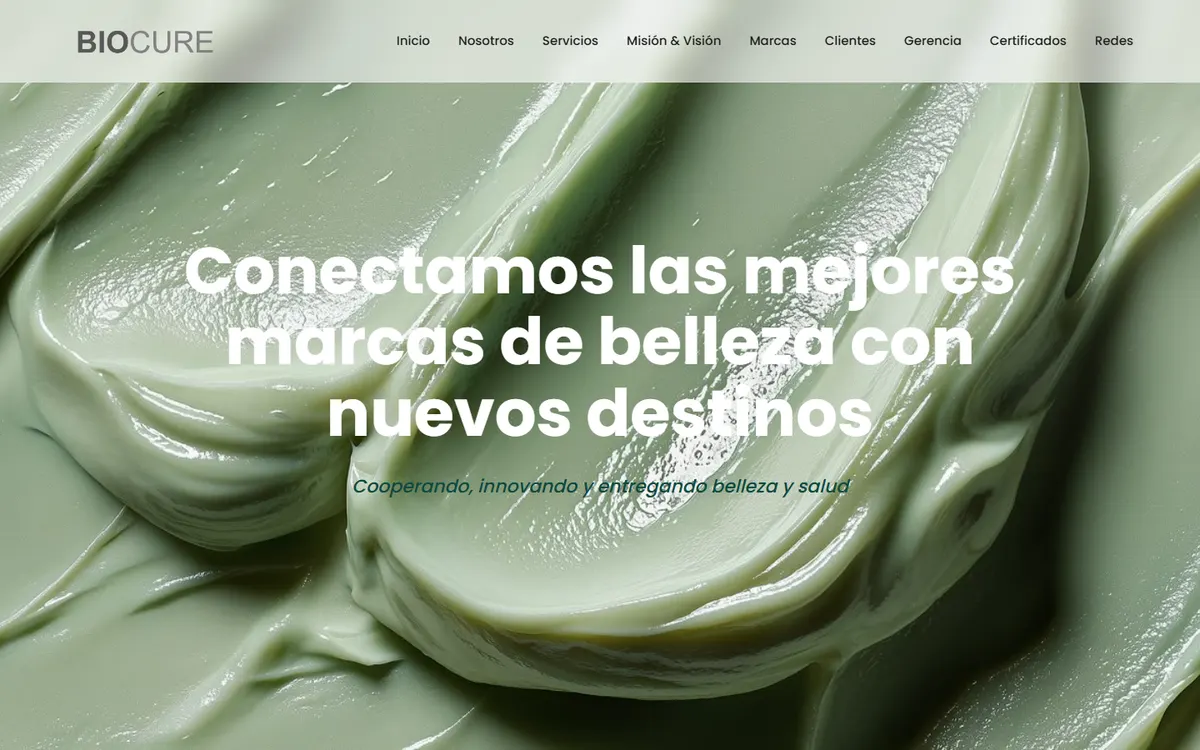 BIOCURE
Inicio Nosotros Servicios Misión & Visión Marcas Clientes Gerencia Certificados Redes
Conectamos las mejores
marcas de belleza con
nuevos destinos
Cooperando, innovando y entregando belleza y salud